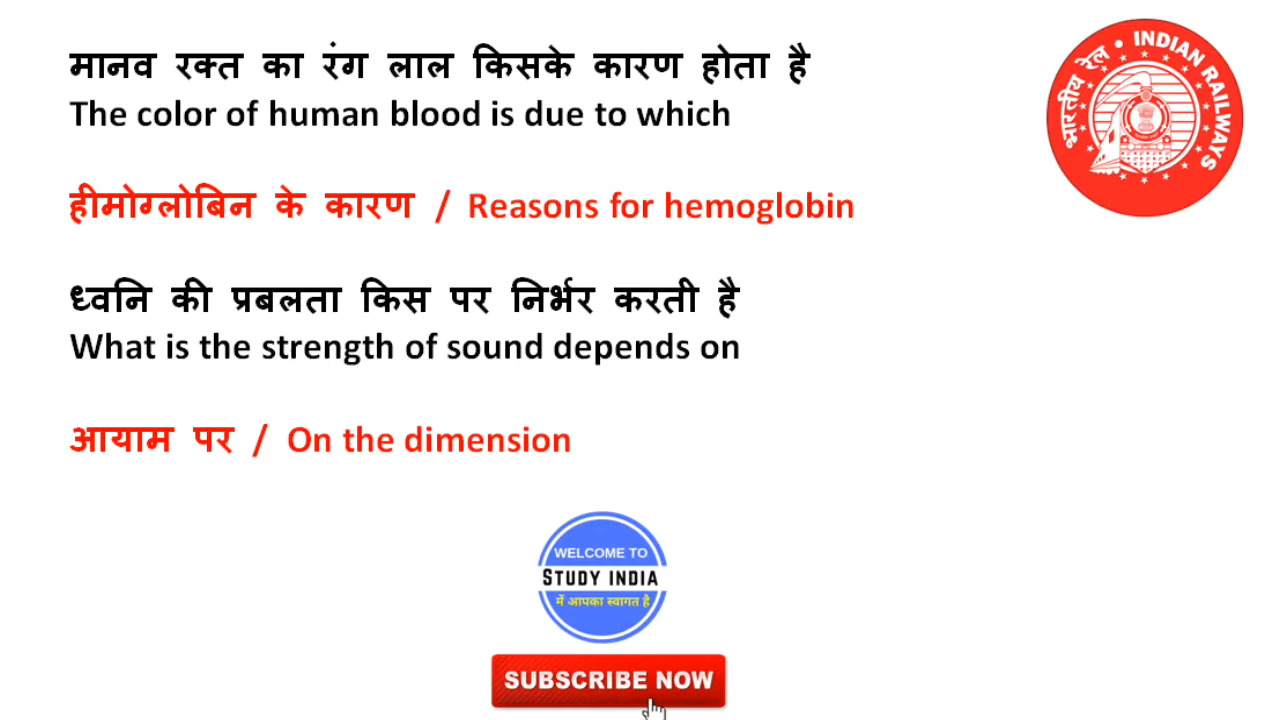 मानव रक्त का रंग लाल किसके कारण होता है
The color of human blood is due to which
हीमोग्लोबिन के कारण / Reasons for hemoglobin
ध्वनि की प्रबलता किस पर निर्भर करती है
What is the strength of sound depends on
आयाम पर / On the dimension
भारतीय रेल • INDIAN RAILWAYS
WELCOME TO
STUDY INDIA
में आपका स्वागत है
SUBSCRIBE NOW